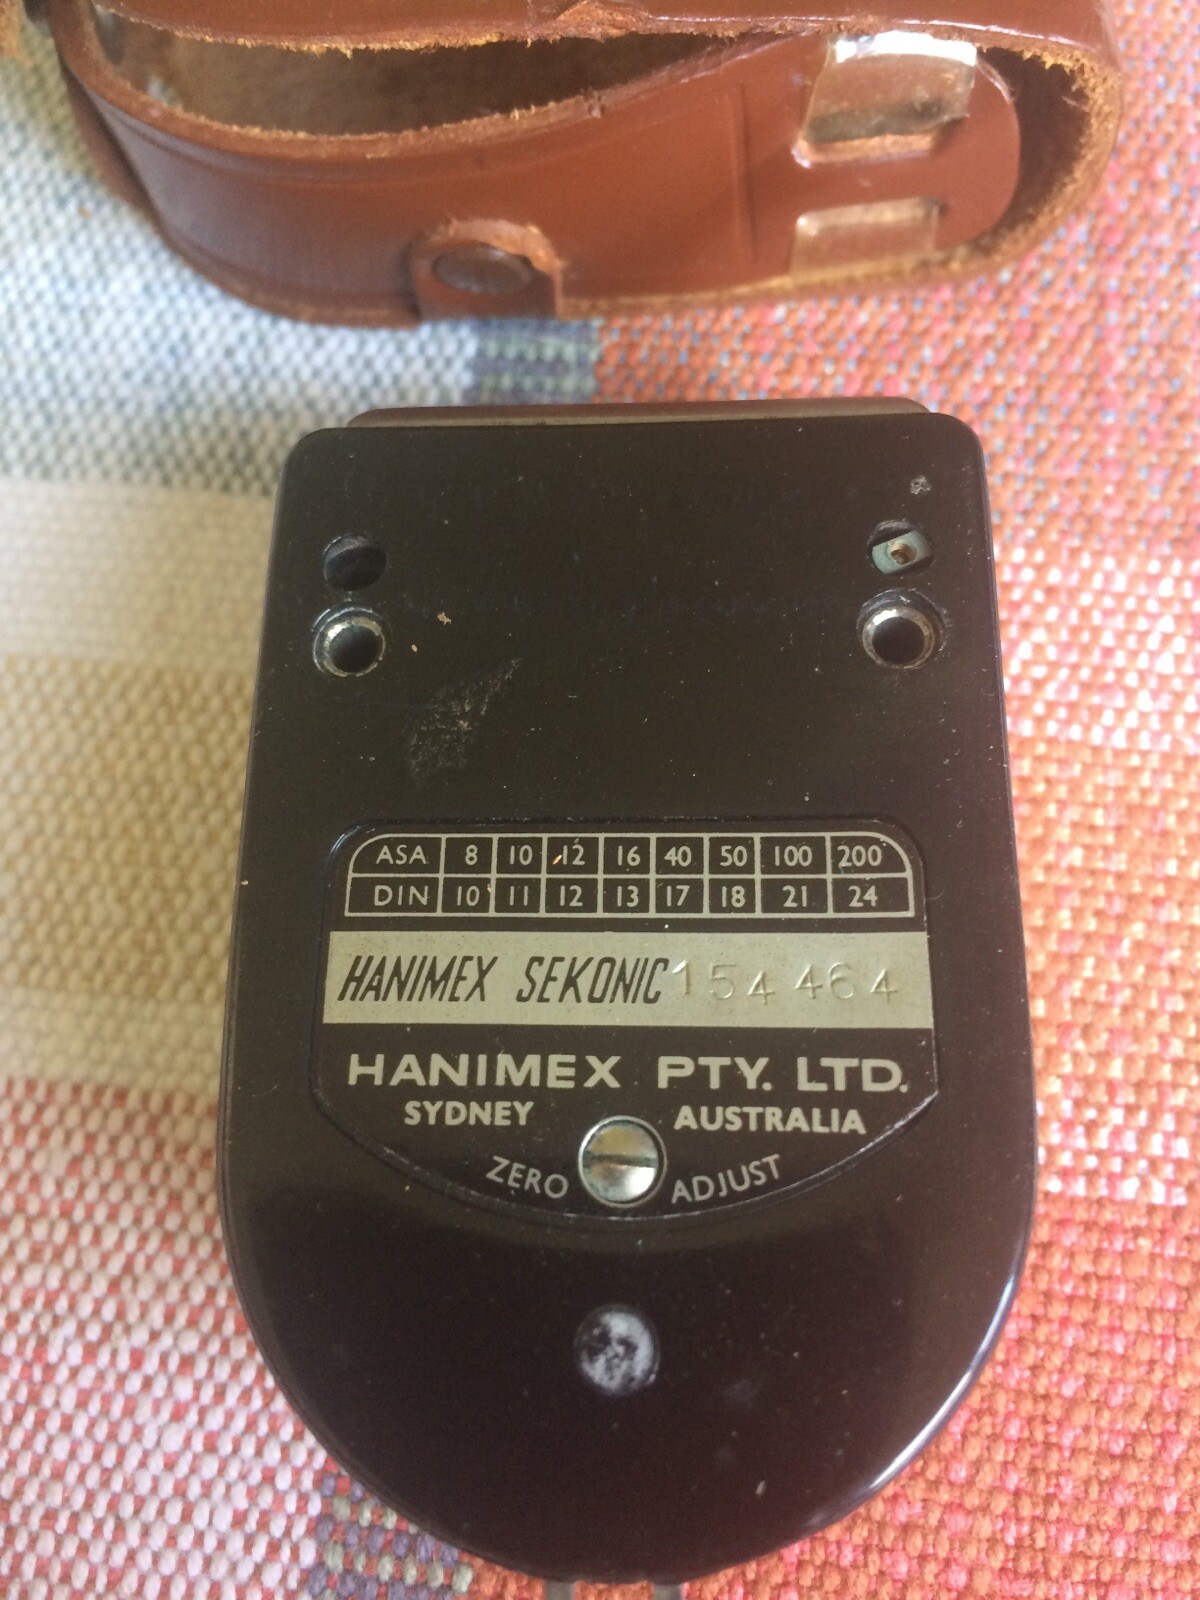 ASA 8 10 12 16 40 50 100 200
DIN 10 11 12 13 17 18 21 24
HANIMEX SEKONIC 154464
HANIMEX PTY. LTD.
SYDNEY AUSTRALIA
ZERO ADJUST